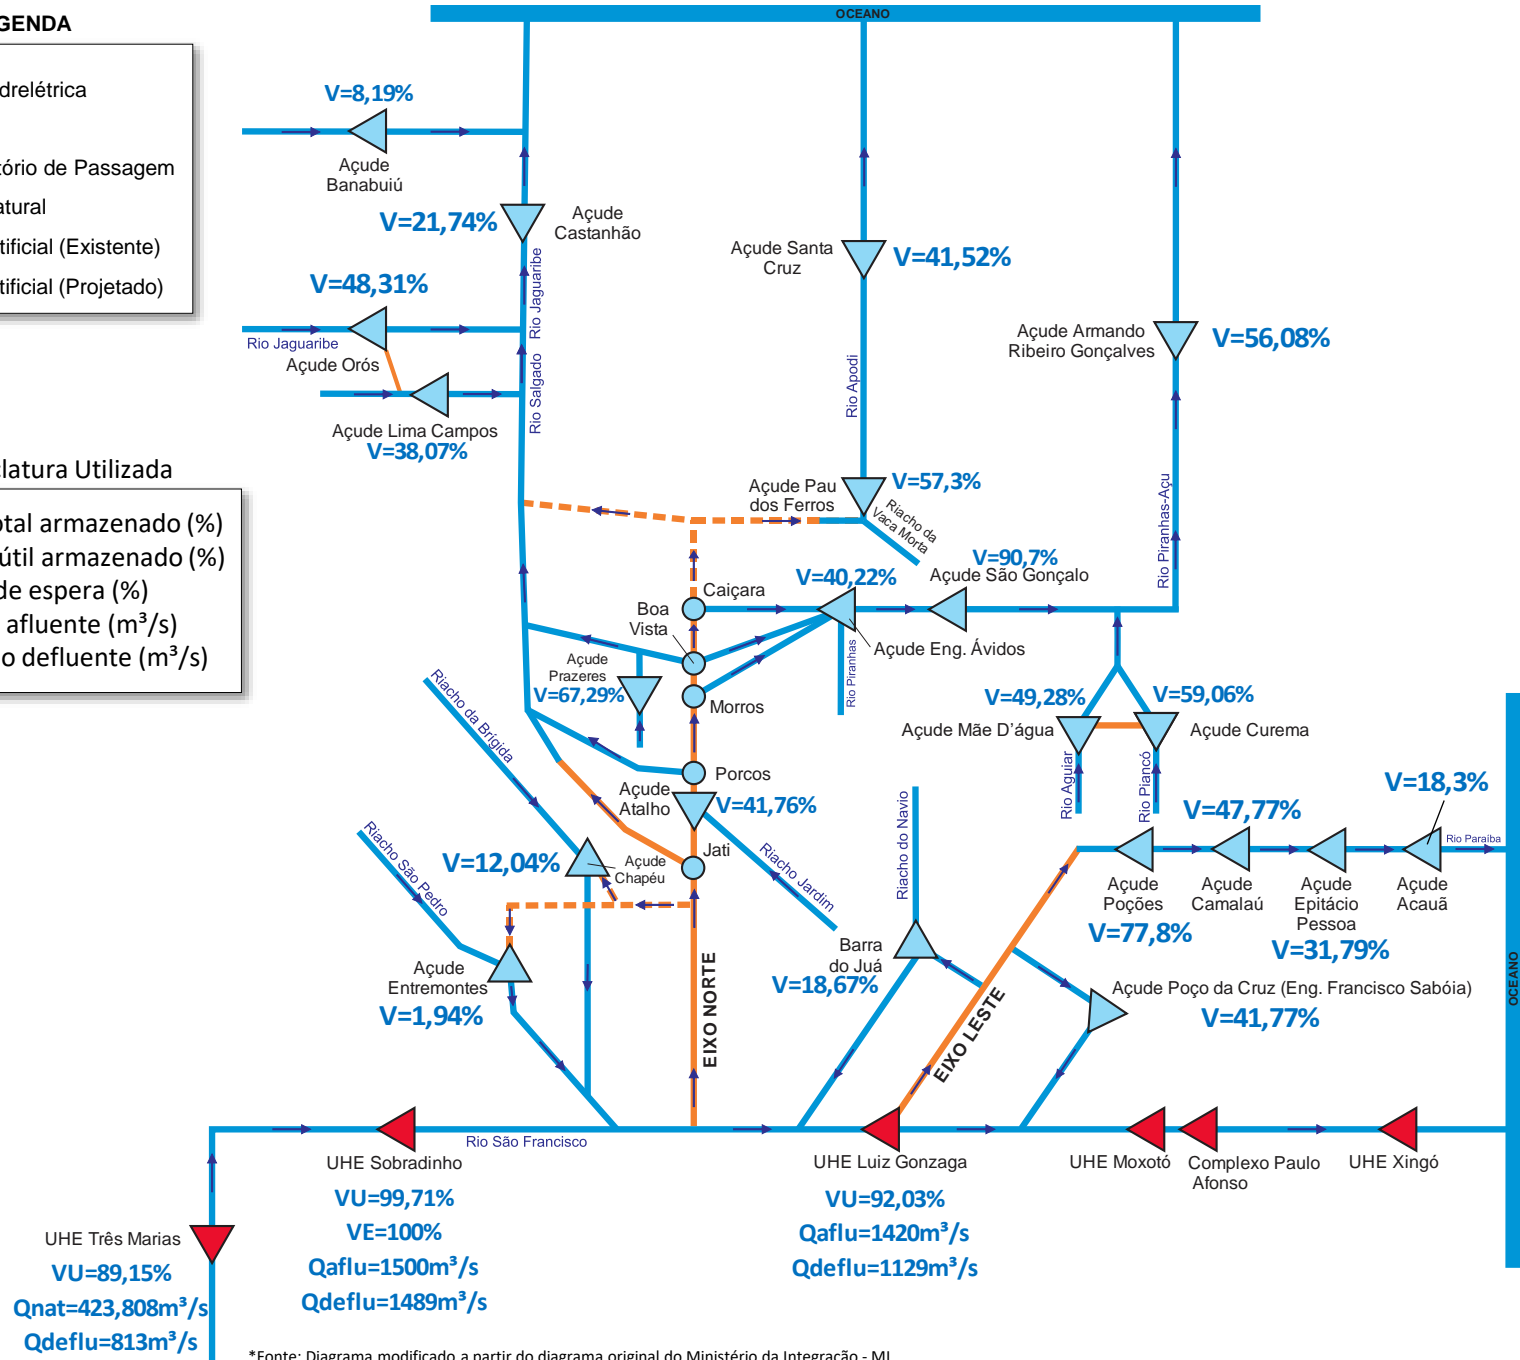 OCEANO
GENDA
drelétrica
tório de Passagem
atural
tificial (Existente)
tificial (Projetado)
V=8,19%
Açude
Banabuiú
V=21,74%
Açude
Castanhão
Rio Jaguaribe
V=48,31%
Rio Jaguaribe
Açude Orós
Rio Salgado
Açude Lima Campos
V=38,07%
Açude Santa
Cruz
V=41,52%
Rio Apodi
Açude Armando
Ribeiro Gonçalves
V=56,08%
Rio Piranhas-Açu
clatura Utilizada
otal armazenado (%)
útil armazenado (%)
de espera (%)
afluente (m³/s)
o defluente (m³/s)
Açude Pau
dos Ferros
V=57,3%
Riacho da
Vaca Morta
V=90,7%
Açude São Gonçalo
V=40,22%
Caiçara
Boa
Vista
Açude Eng. Ávidos
Rio Piranhas
Açude
Prazeres
V=67,29%
Morros
V=49,28%
V=59,06%
Açude Mãe D'água
Açude Curema
Rio Aguiar
Rio Piancó
Riacho da Brígida
Porcos
Açude
Atalho
V=41,76%
Riacho do Navio
V=18,3%
V=47,77%
Rio Paraíba
Riacho São Pedro
V=12,04%
Açude
Chapéu
Jati
Riacho Jardim
Açude
Poções
V=77,8%
Açude
Camalaú
Açude
Epitácio
Pessoa
V=31,79%
Açude
Acauã
Açude
Entremontes
V=1,94%
EIXO NORTE
Barra
do Juá
V=18,67%
EIXO LESTE
Açude Poço da Cruz (Eng. Francisco Sabóia)
V=41,77%
OCEANO
Rio São Francisco
UHE Sobradinho
VU=99,71%
VE=100%
Qaflu=1500m³/s
Qdeflu=1489m³/s
UHE Luiz Gonzaga
VU=92,03%
Qaflu=1420m³/s
Qdeflu=1129m³/s
UHE Moxotó
Complexo Paulo
Afonso
UHE Xingó
UHE Três Marias
VU=89,15%
Qnat=423,808m³/s
Qdeflu=813m³/s
*Fonte: Diagrama modificado a partir do diagrama original do Ministério da Integração - MI